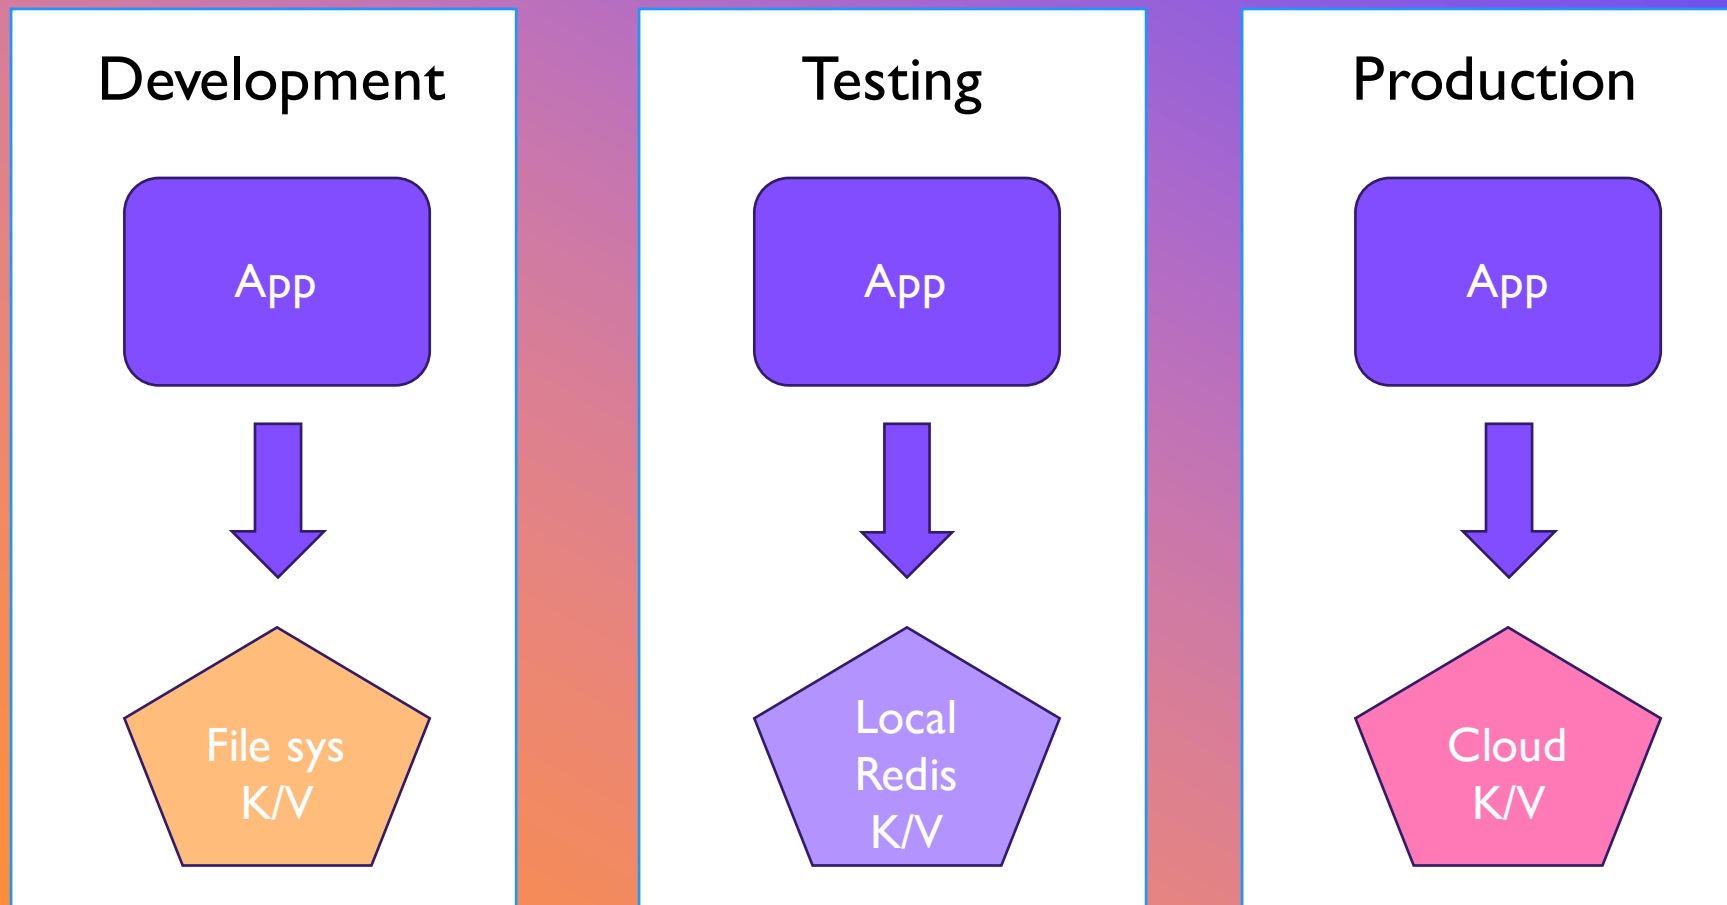 Development
App
File sys
K/V
Testing
App
Local
Redis
K/V
Production
App
Cloud
K/V